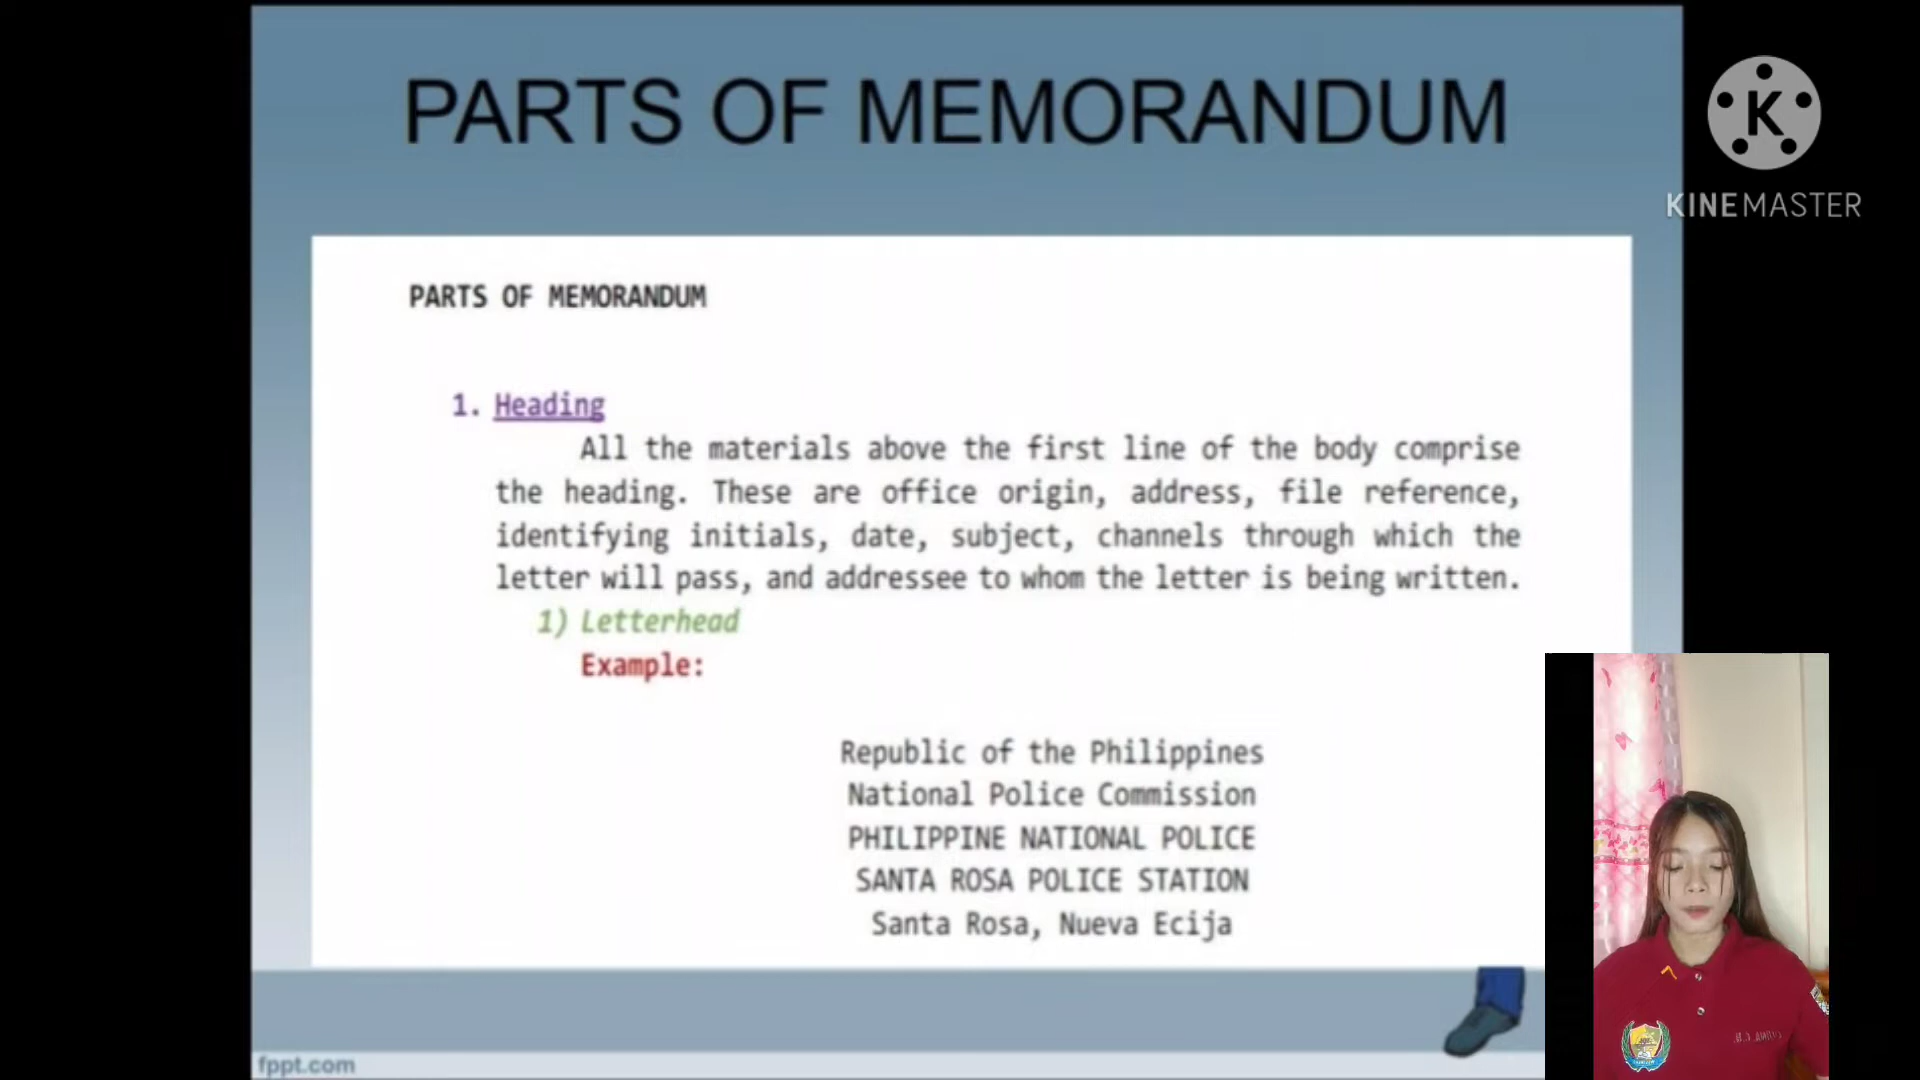 PARTS OF MEMORANDUM
K
KINEMASTER
PARTS OF MEMORANDUM
1. Heading
All the materials above the first line of the body comprise
the heading. These are office origin, address, file reference,
identifying initials, date, subject, channels through which the
letter will pass, and addressee to whom the letter is being written.
1) Letterhead
Example:
Republic of the Philippines
National Police Commission
PHILIPPINE NATIONAL POLICE
SANTA ROSA POLICE STATION
Santa Rosa, Nueva Ecija
fppt.com